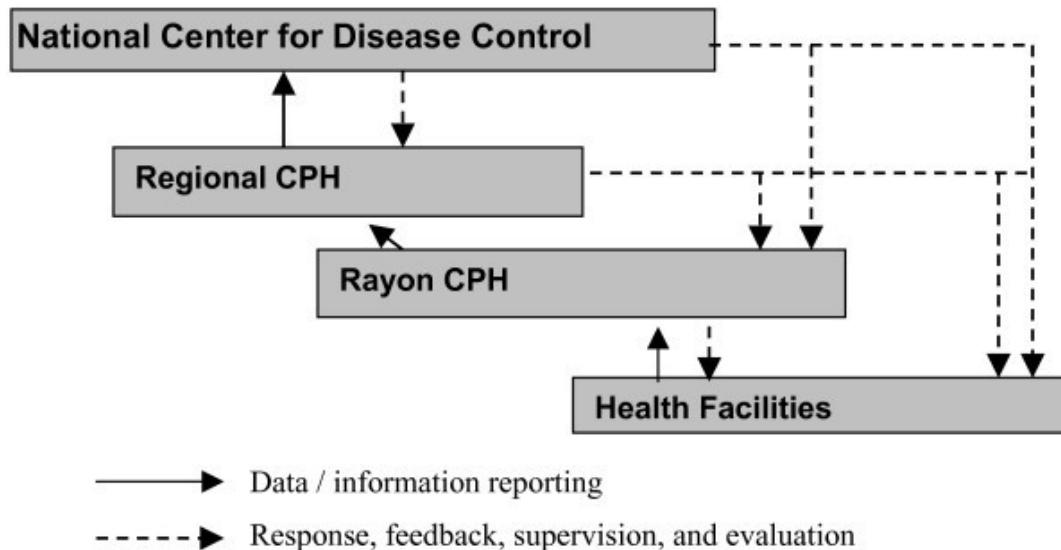 National Center for Disease Control
Regional CPH
Rayon CPH
Health Facilities
Data / information reporting
Response, feedback, supervision, and evaluation